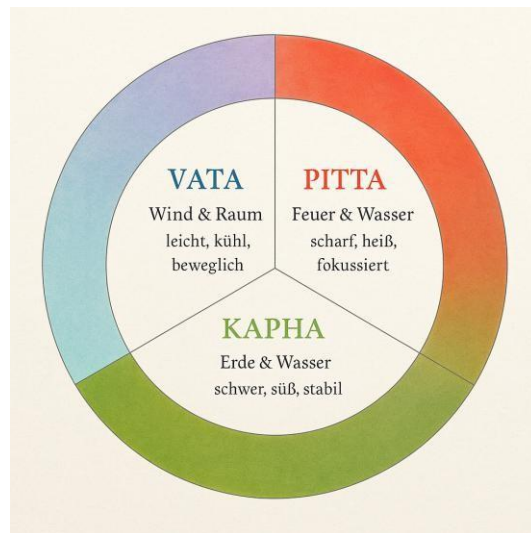 VATA
Wind & Raum
leicht, kühl,
beweglich
PITTA
Feuer & Wasser
scharf, heiß,
fokussiert
KAPHA
Erde & Wasser
schwer, süß, stabil